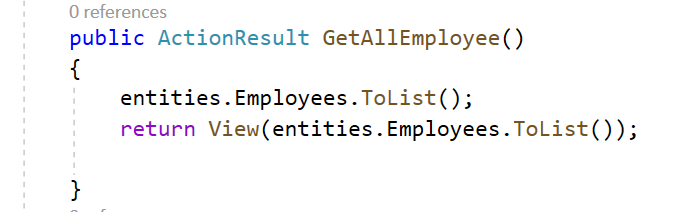 0 references
public ActionResult GetAllEmployee()
{
entities.Employees.ToList();
return View(entities.Employees.ToList());
}